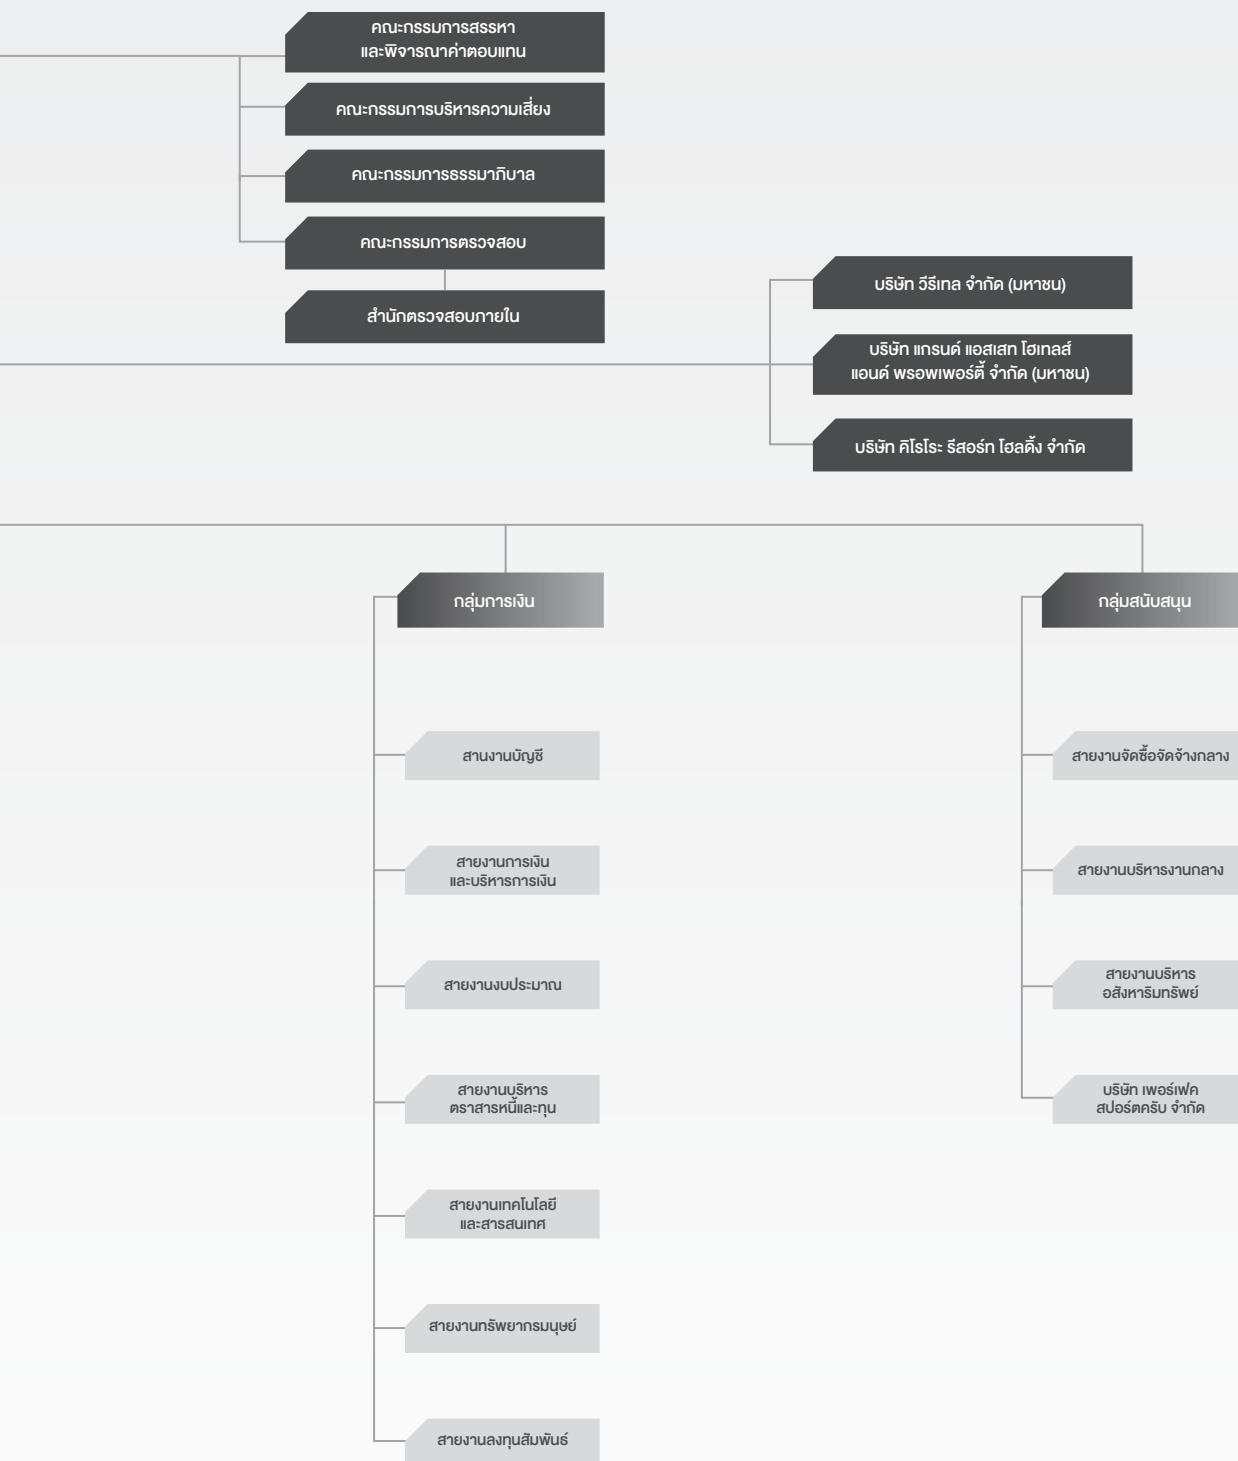 คณะกรรมการสรรหา
และพิจารณาค่าตอบแทน
คณะกรรมการบริหารความเสี่ยง
คณะกรรมการธรรมาภิบาล
คณะกรรมการตรวจสอบ
สำนักตรวจสอบภายใน
บริษัท วีรีเทล จำกัด (มหาชน)
บริษัท แกรนด์ แอสเสท โฮเทลส์
แอนด์ พรอพเพอร์ตี้ จำกัด (มหาชน)
บริษัท คิโรโระ รีสอร์ท โฮลดิ้ง จำกัด
กลุ่มการเงิน
สานงานบัญชี
สายงานการเงิน
และบริหารการเงิน
สายงานงบประมาณ
สายงานบริหาร
ตราสารหนี้และทุน
สายงานเทคโนโลยี
และสารสนเทศ
สายงานทรัพยากรมนุษย์
สายงานลงทุนสัมพันธ์
กลุ่มสนับสนุน
สายงานจัดซื้อจัดจ้างกลาง
สายงานบริหารงานกลาง
สายงานบริหาร
อสังหาริมทรัพย์
บริษัท เพอร์เฟค
สปอร์ตครับ จำกัด